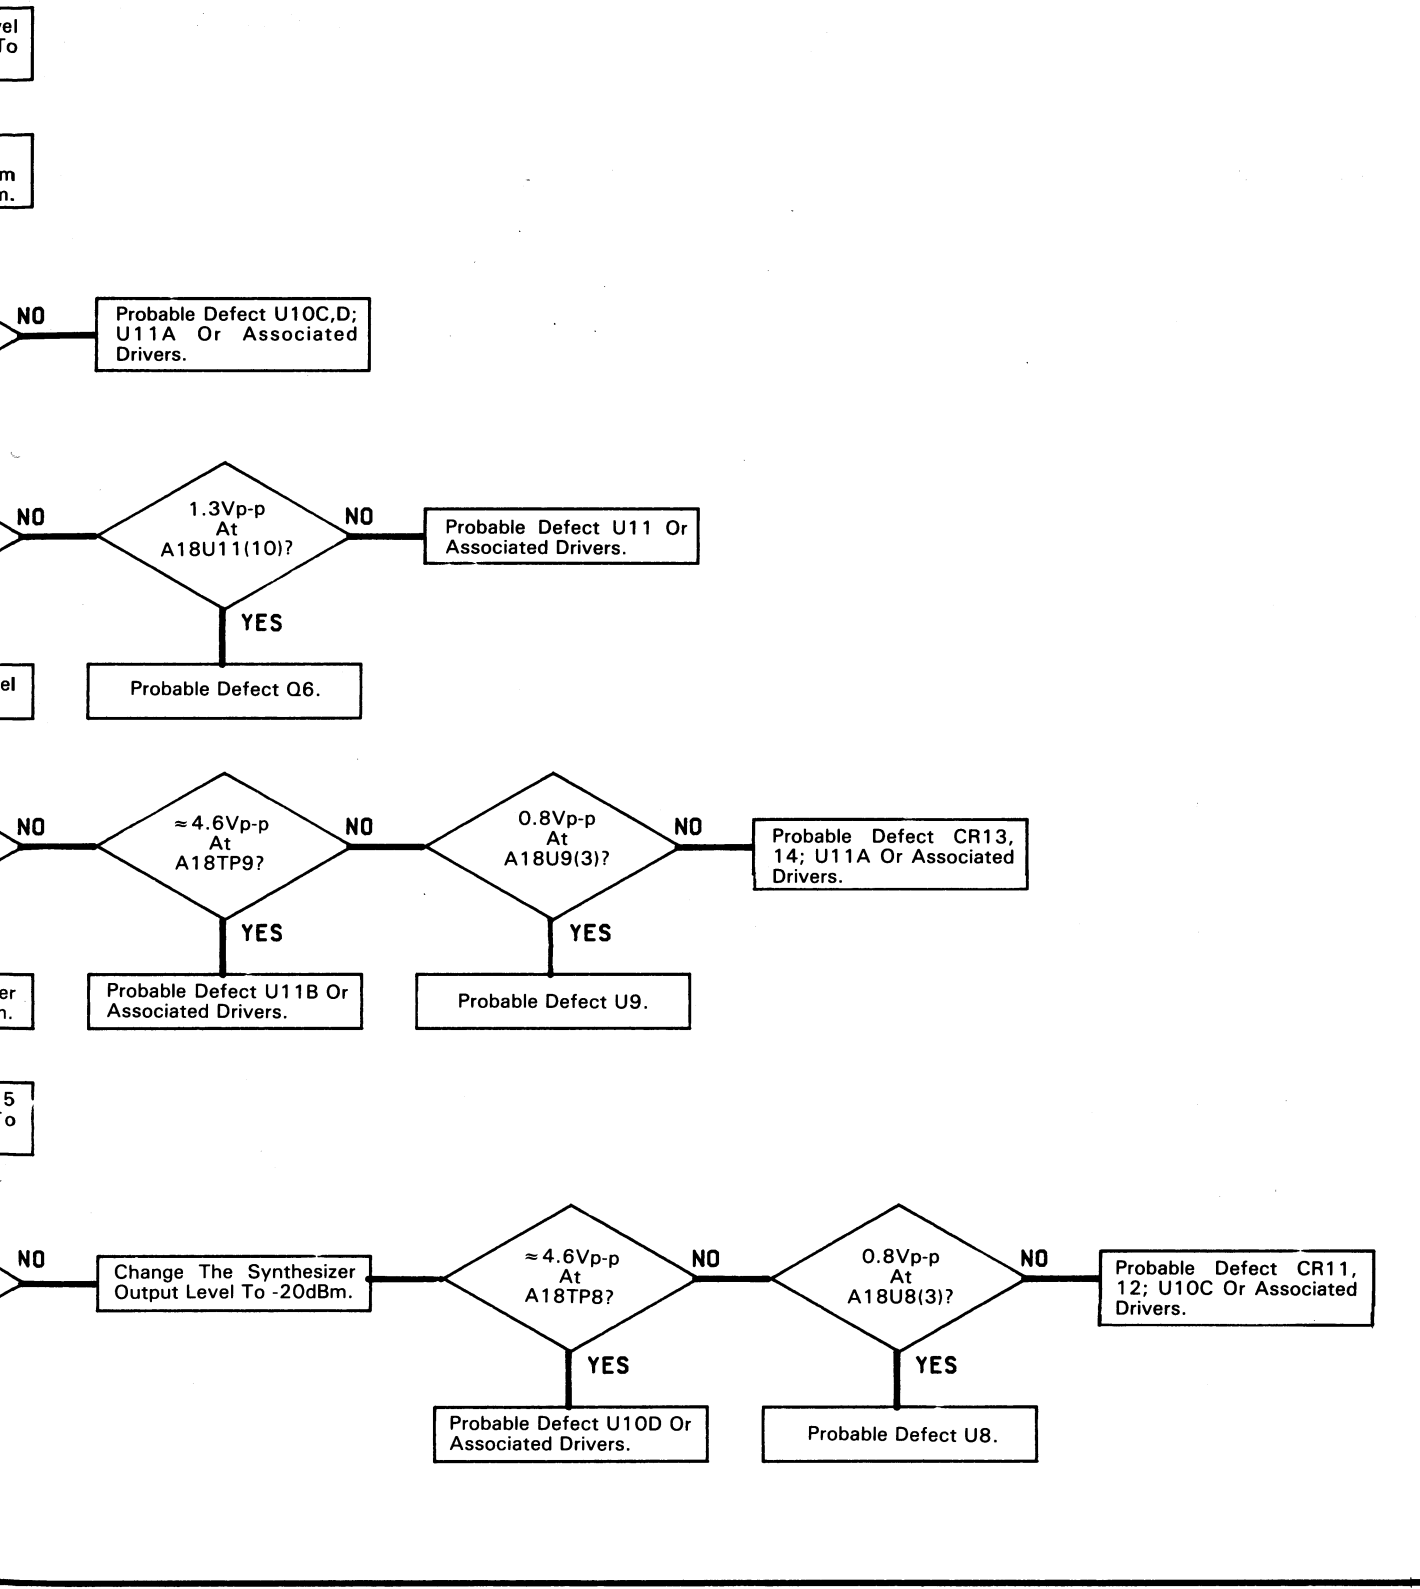 To
m
m.
NO
Probable Defect U10C,D;
U11A Or Associated
Drivers.
NO
1.3Vp-p
At
A18U11(10)?
NO
Probable Defect U11 Or
Associated Drivers.
YES
el
Probable Defect Q6.
NO
≈4.6Vp-p
At
A18TP9?
NO
0.8Vp-p
At
A18U9(3)?
NO
Probable Defect CR13,
14; U11A Or Associated
Drivers.
YES
YES
er
n.
Probable Defect U11B Or
Associated Drivers.
Probable Defect U9.
5
To
NO
Change The Synthesizer
Output Level To -20dBm.
≈4.6Vp-p
At
A18TP8?
NO
0.8Vp-p
At
A18U8(3)?
NO
Probable Defect CR11,
12; U10C Or Associated
Drivers.
YES
YES
Probable Defect U10D Or
Associated Drivers.
Probable Defect U8.